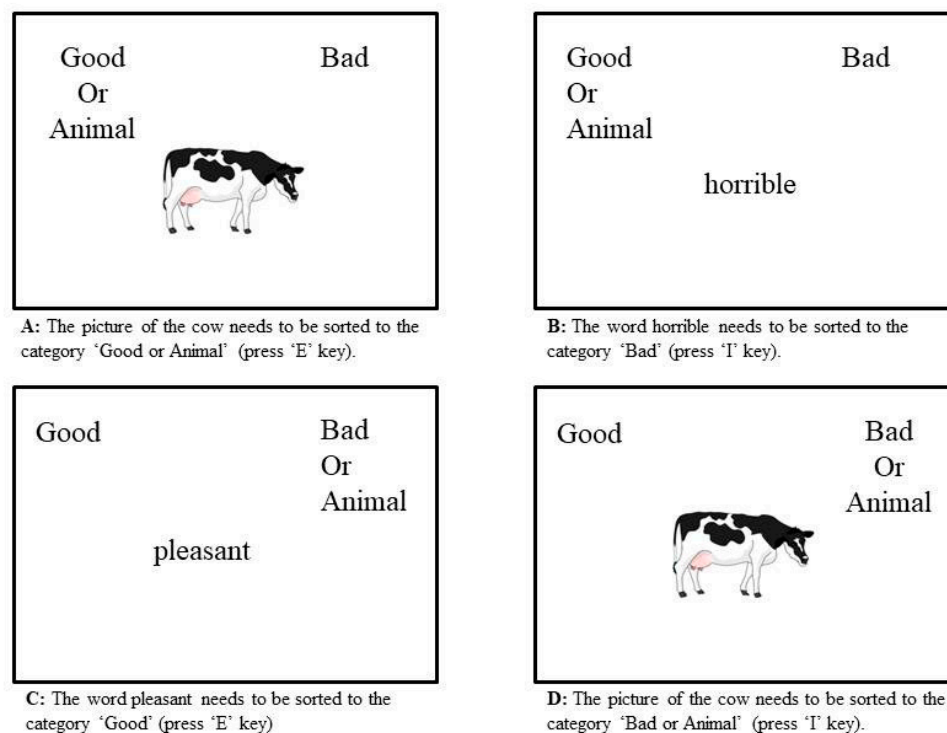 Good
Or
Animal
Bad
A: The picture of the cow needs to be sorted to the
category ‘Good or Animal’ (press ‘E’ key).
Good
Or
Animal
Bad
horrible
B: The word horrible needs to be sorted to the
category ‘Bad’ (press ‘I’ key).
Good
Bad
Or
Animal
pleasant
C: The word pleasant needs to be sorted to the
category ‘Good’ (press ‘E’ key)
Good
Bad
Or
Animal
D: The picture of the cow needs to be sorted to the
category ‘Bad or Animal’ (press ‘I’ key).